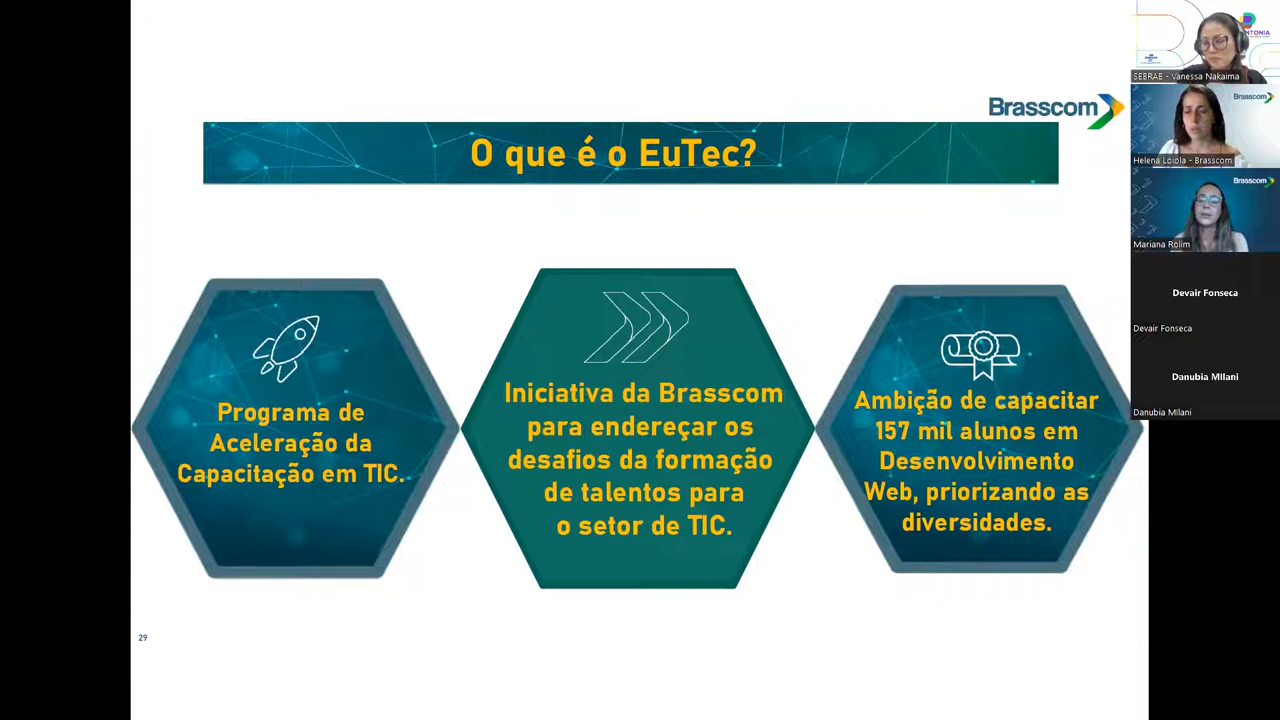 Brasscom
O que é o EuTec?
Programa de
Aceleração da
Capacitação em TIC.
Iniciativa da Brasscom
para endereçar os
desafios da formação
de talentos para
o setor de TIC.
Ambição de capacitar
157 mil alunos em
Desenvolvimento
Web, priorizando as
diversidades.
29
SEBRAE - Vanessa Nakaima
Brasscom
Helena Loiola - Brasscom
Brasscom
Mariana Rolim
Devair Fonseca
Devair Fonseca
Danubia MIlani
Danubia MIlani